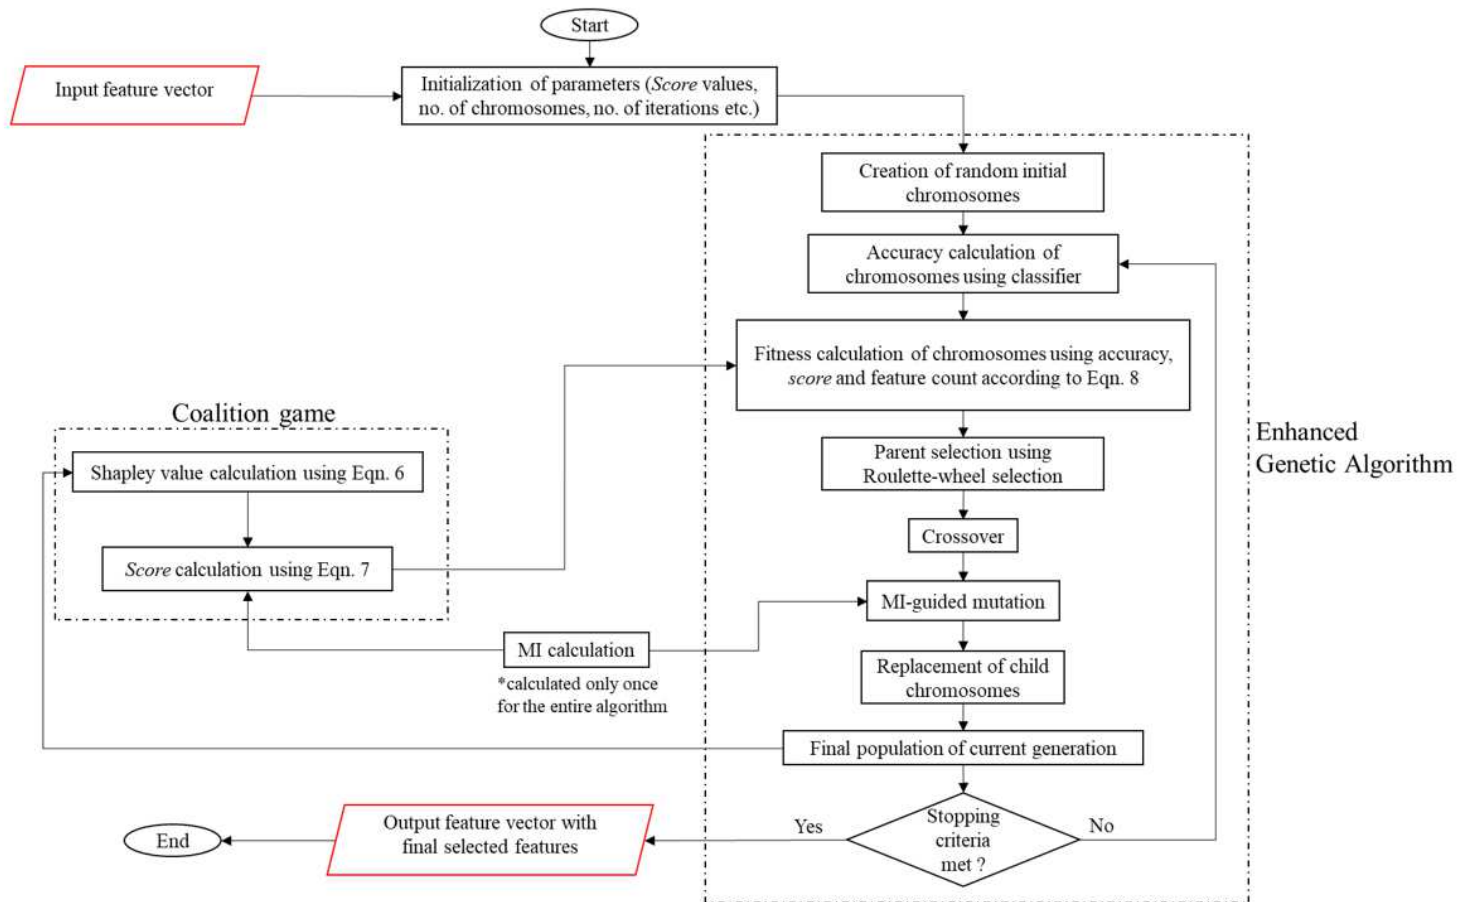 Start
Input feature vector
Initialization of parameters (Score values,
no. of chromosomes, no. of iterations etc.)
Creation of random initial
chromosomes
Accuracy calculation of
chromosomes using classifier
Fitness calculation of chromosomes using accuracy,
score and feature count according to Eqn. 8
Coalition game
Enhanced
Genetic Algorithm
Shapley value calculation using Eqn. 6
Parent selection using
Roulette-wheel selection
Crossover
Score calculation using Eqn. 7
MI-guided mutation
MI calculation
*calculated only once
for the entire algorithm
Replacement of child
chromosomes
Final population of current generation
Stopping
criteria
met ?
Yes
No
Output feature vector with
final selected features
End